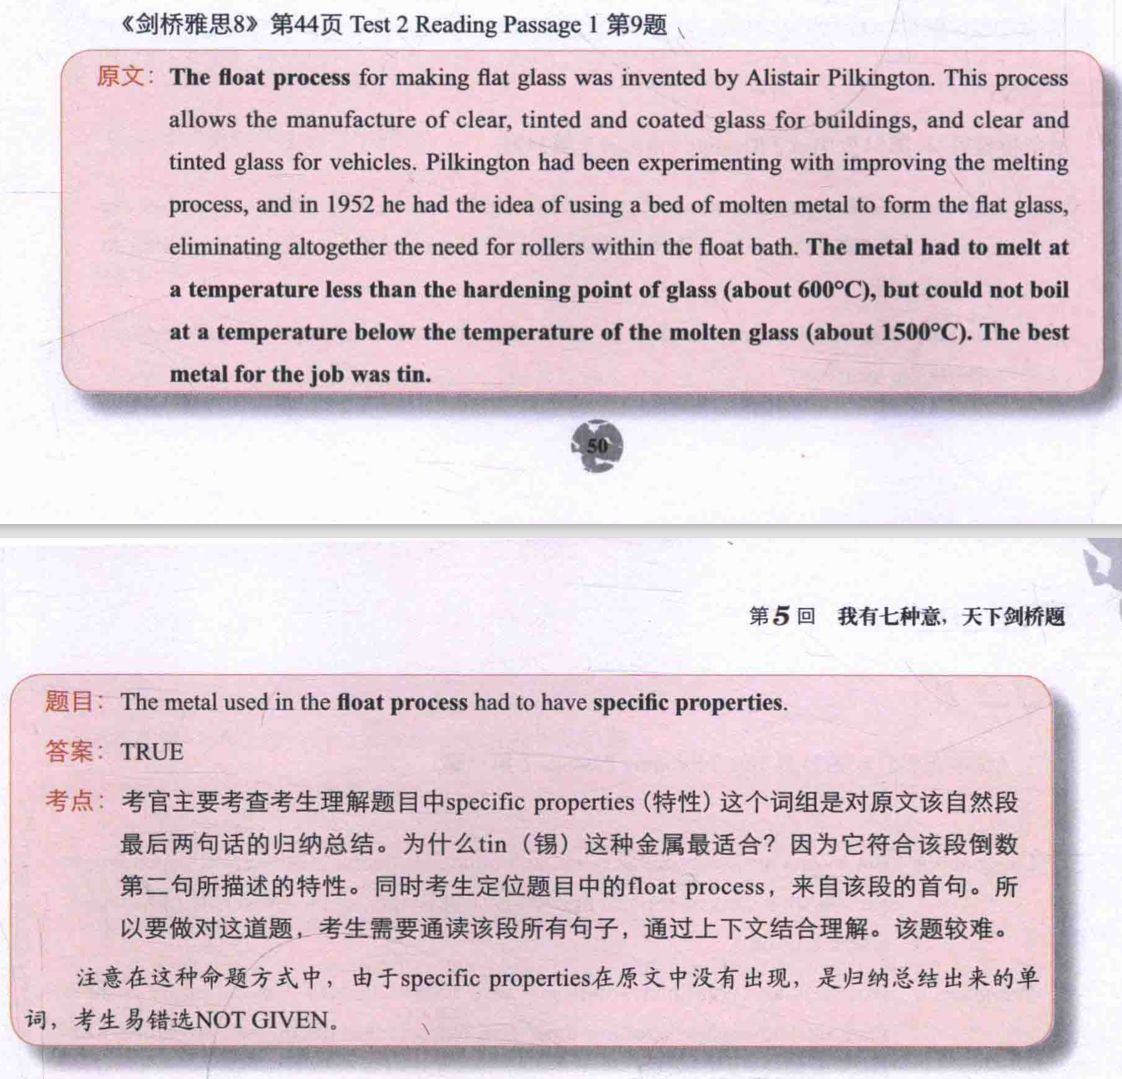 《剑桥雅思8》第44页 Test 2 Reading Passage 1 第9题
原文：The float process for making flat glass was invented by Alistair Pilkington. This process
allows the manufacture of clear, tinted and coated glass for buildings, and clear and
tinted glass for vehicles. Pilkington had been experimenting with improving the melting
process, and in 1952 he had the idea of using a bed of molten metal to form the flat glass,
eliminating altogether the need for rollers within the float bath. The metal had to melt at
a temperature less than the hardening point of glass (about 600°C), but could not boil
at a temperature below the temperature of the molten glass (about 1500°C). The best
metal for the job was tin.
50
第5回 我有七种意，天下剑桥题
题目：The metal used in the float process had to have specific properties.
答案：TRUE
考点：考官主要考查考生理解题目中specific properties（特性）这个词组是对原文该自然段
最后两句话的归纳总结。为什么tin（锡）这种金属最适合？因为它符合该段倒数
第二句所描述的特性。同时考生定位题目中的float process，来自该段的首句。所
以要做对这道题，考生需要通读该段所有句子，通过上下文结合理解。该题较难。
注意在这种命题方式中，由于specific properties在原文中没有出现，是归纳总结出来的单
词，考生易错选NOT GIVEN。